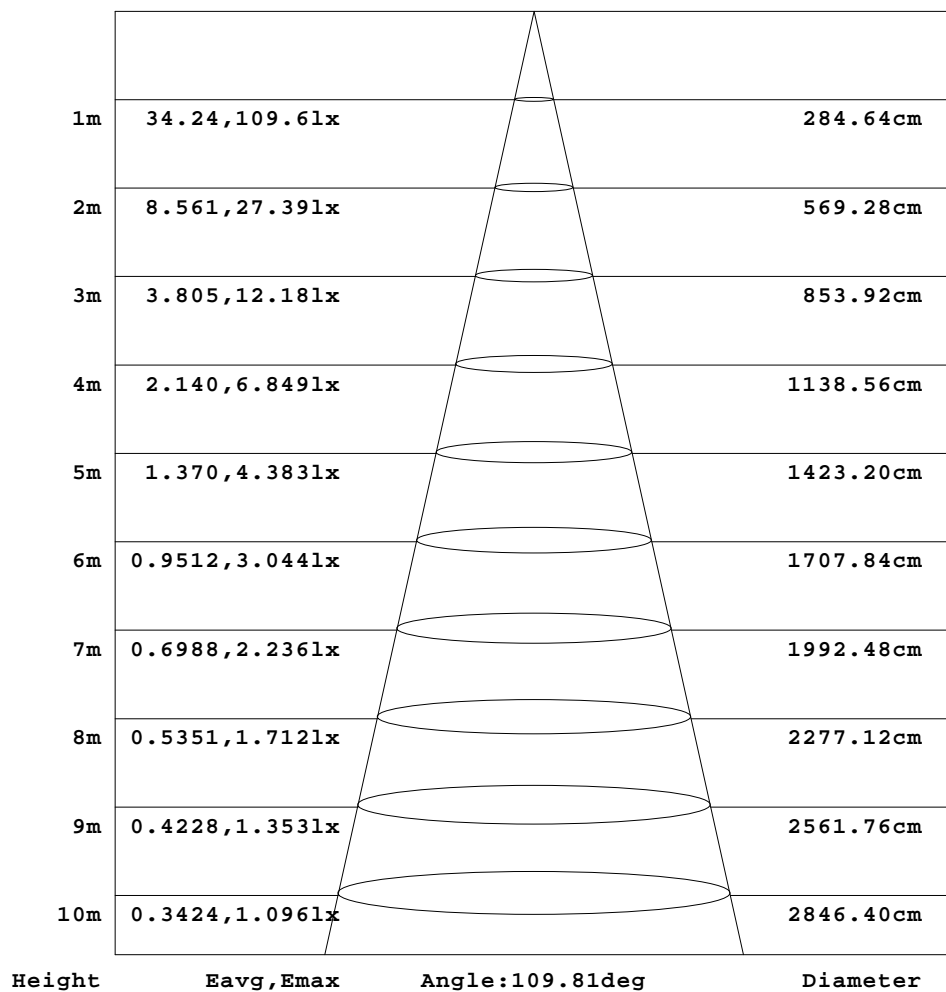 1m 34.24,109.6lx 284.64cm
2m 8.561,27.39lx 569.28cm
3m 3.805,12.18lx 853.92cm
4m 2.140,6.849lx 1138.56cm
5m 1.370,4.383lx 1423.20cm
6m 0.9512,3.044lx 1707.84cm
7m 0.6988,2.236lx 1992.48cm
8m 0.5351,1.712lx 2277.12cm
9m 0.4228,1.353lx 2561.76cm
10m 0.3424,1.096lx 2846.40cm
Height Eavg,Emax Angle:109.81deg Diameter